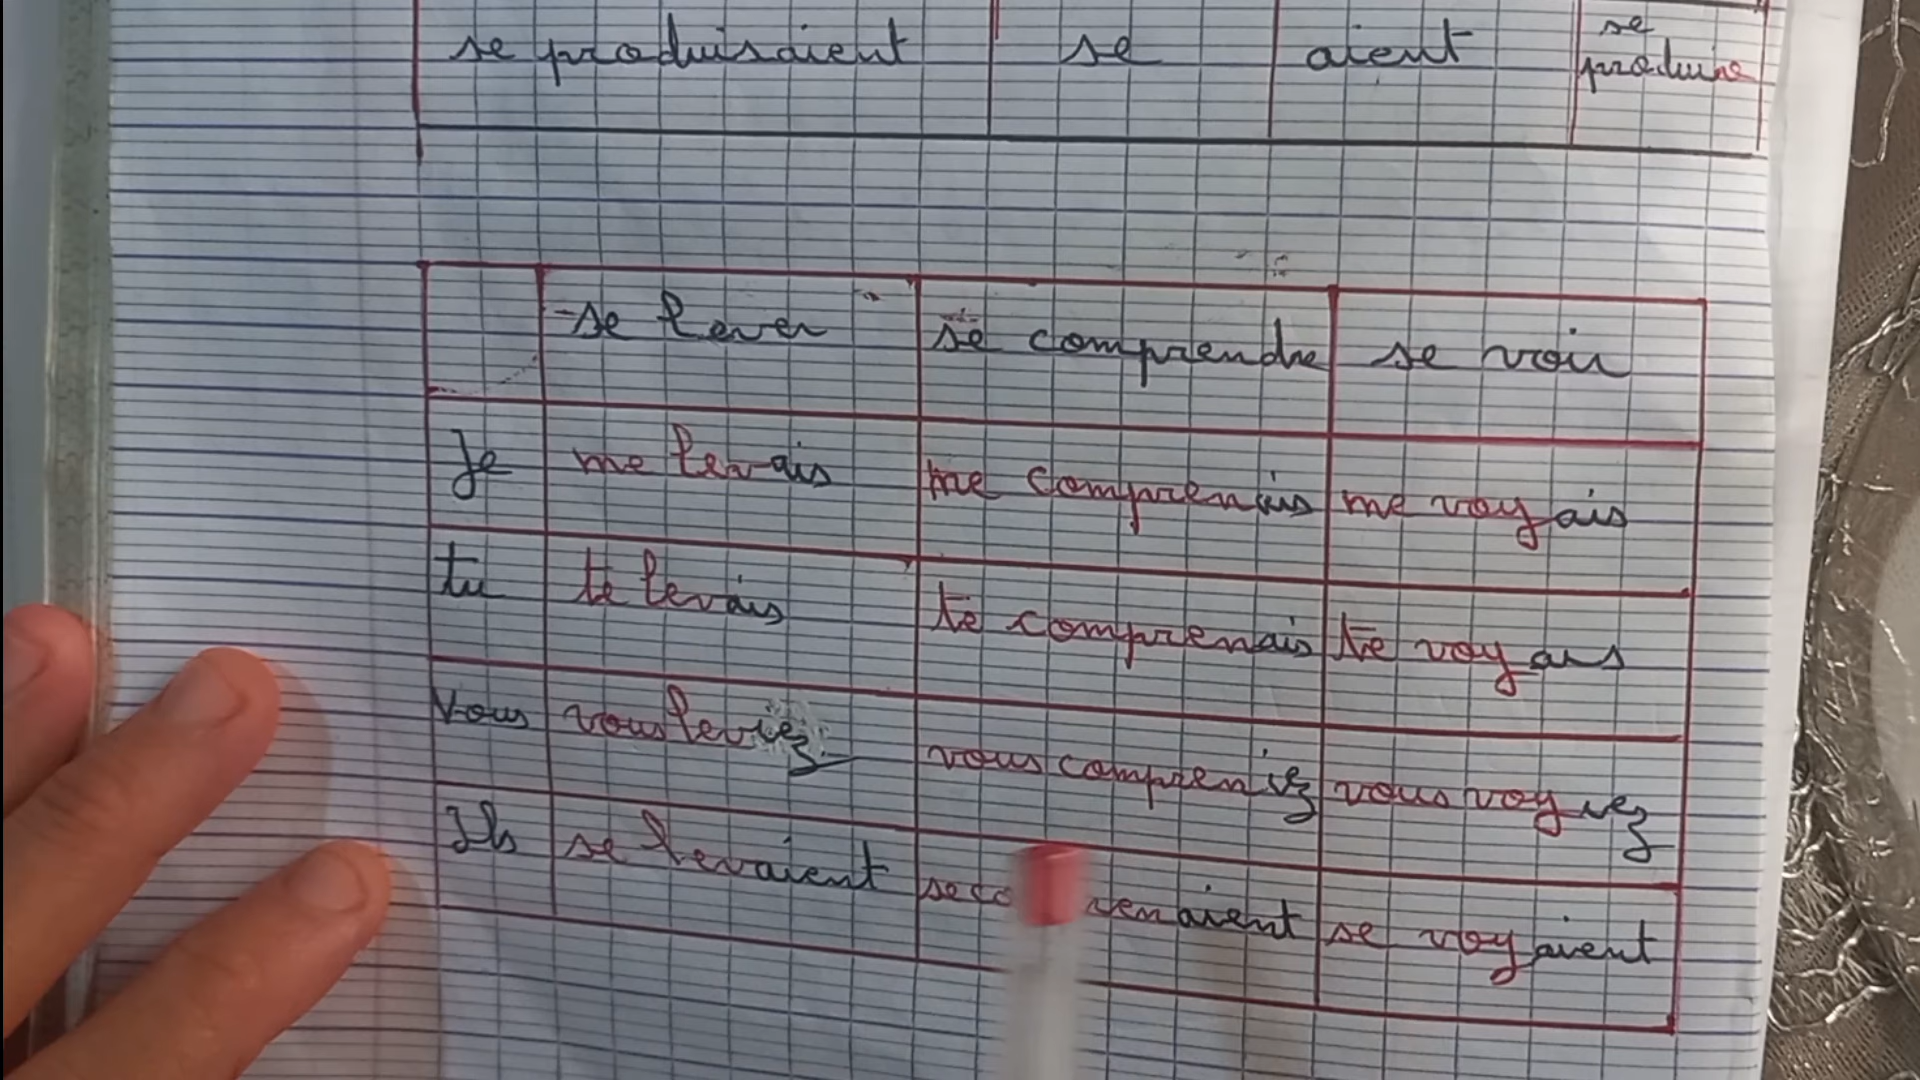 se produisaient se aient se
produire
se lever se comprendre se voir
Je me levais me comprenais me voyais
tu te levais te comprenais te voyais
Vous vous leviez vous compreniez vous voyiez
Ils se levaient se voyaient